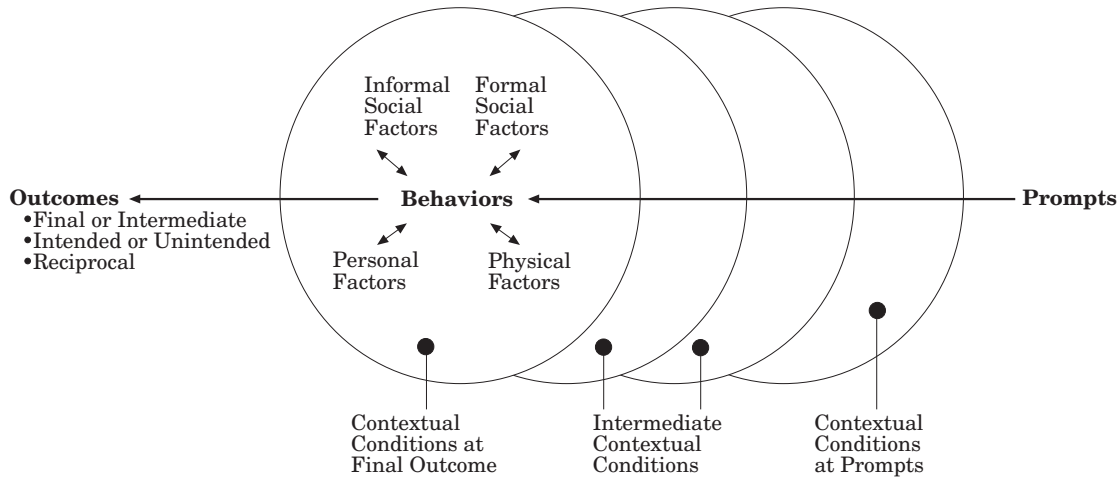 Informal
Social
Factors
Formal
Social
Factors
Outcomes
•Final or Intermediate
•Intended or Unintended
•Reciprocal
Behaviors
Prompts
Personal
Factors
Physical
Factors
Contextual
Conditions at
Final Outcome
Intermediate
Contextual
Conditions
Contextual
Conditions
at Prompts